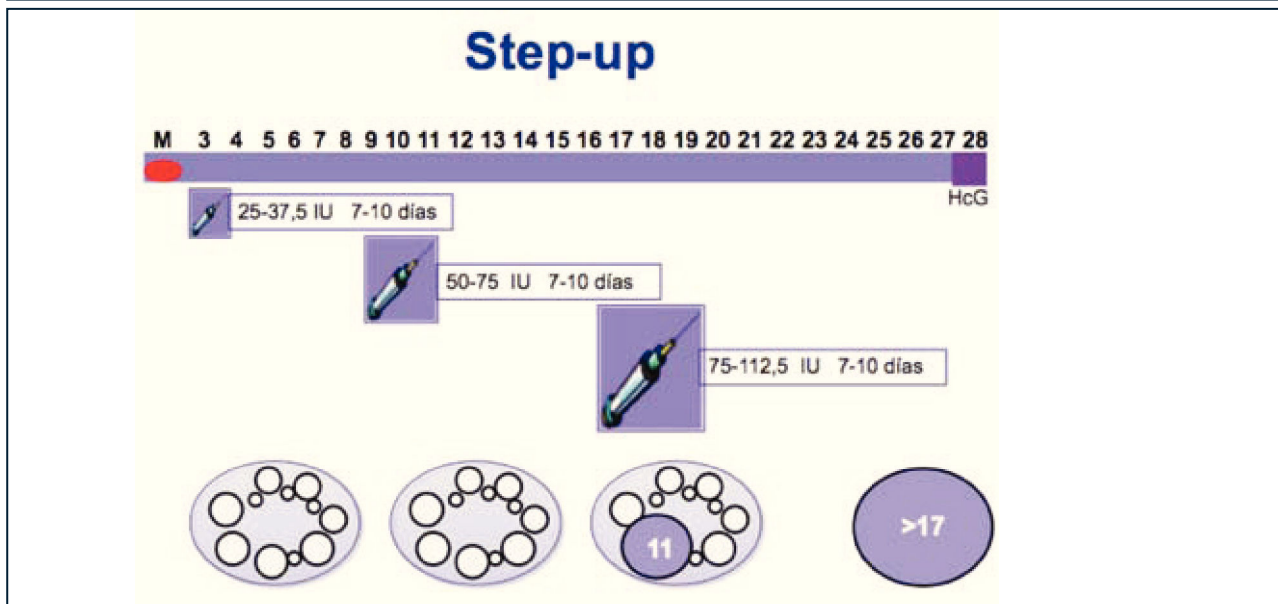 Step-up
M 3 4 5 6 7 8 9 10 11 12 13 14 15 16 17 18 19 20 21 22 23 24 25 26 27 28
HcG
25-37,5 IU 7-10 días
50-75 IU 7-10 días
75-112,5 IU 7-10 días
11
>17